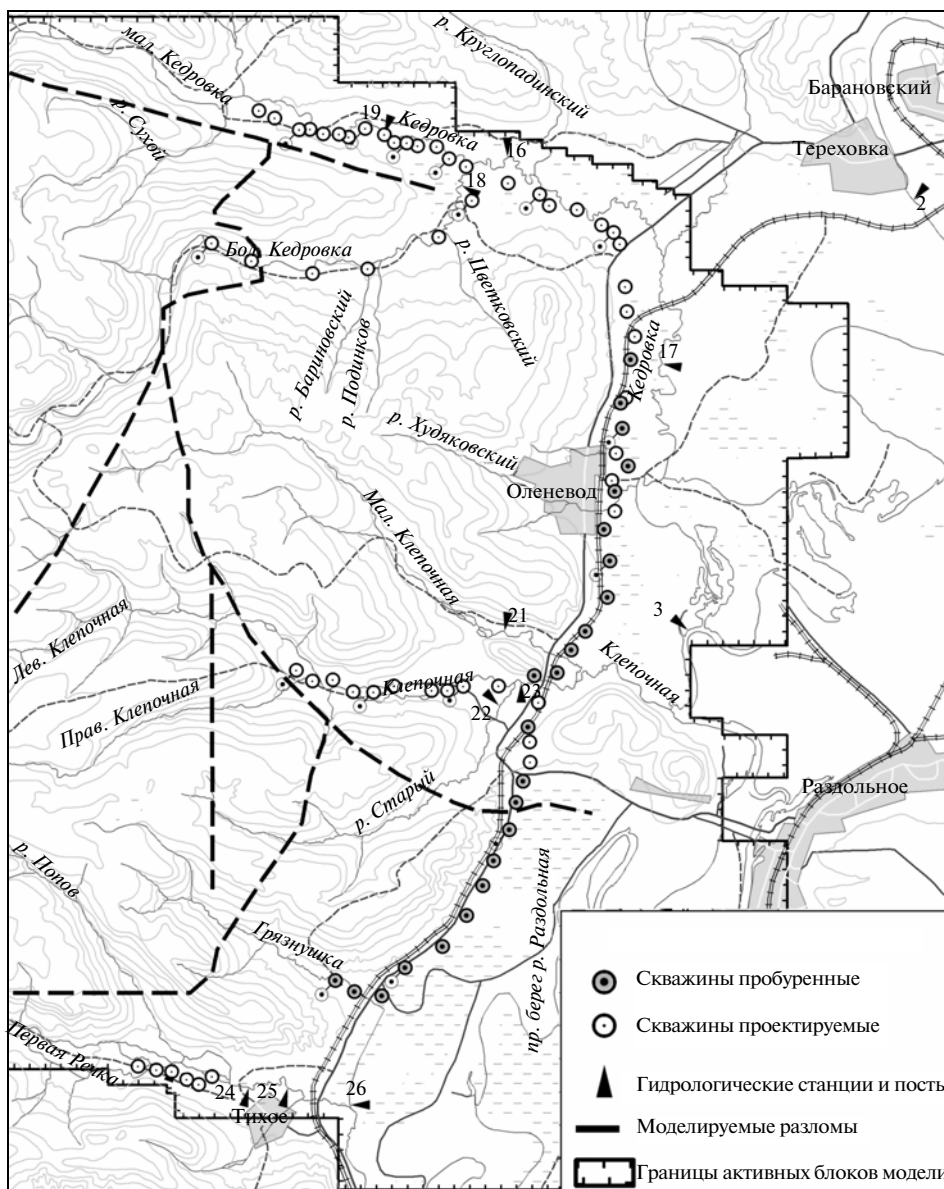 мал. Кедровка
р. Круглопадинский
Барановский
р. Сухой
19
Кедровка
16
Тереховка
18
2
Бол. Кедровка
р. Цветковский
р. Бариновский
р. Подинков
Кедровка
17
р. Худяковский
Оленевод
Мал. Клепочная
21
3
Лев. Клепочная
Клепочная
Прав. Клепочная
Клепочная
22
23
Раздольное
р. Старый
р. Попов
Грязнушка
пр. берег р. Раздольная
Скважины пробуренные
Скважины проектируемые
Первая Речка
24
25
26
Тихое
Гидрологические станции и посты
Моделируемые разломы
Границы активных блоков модели